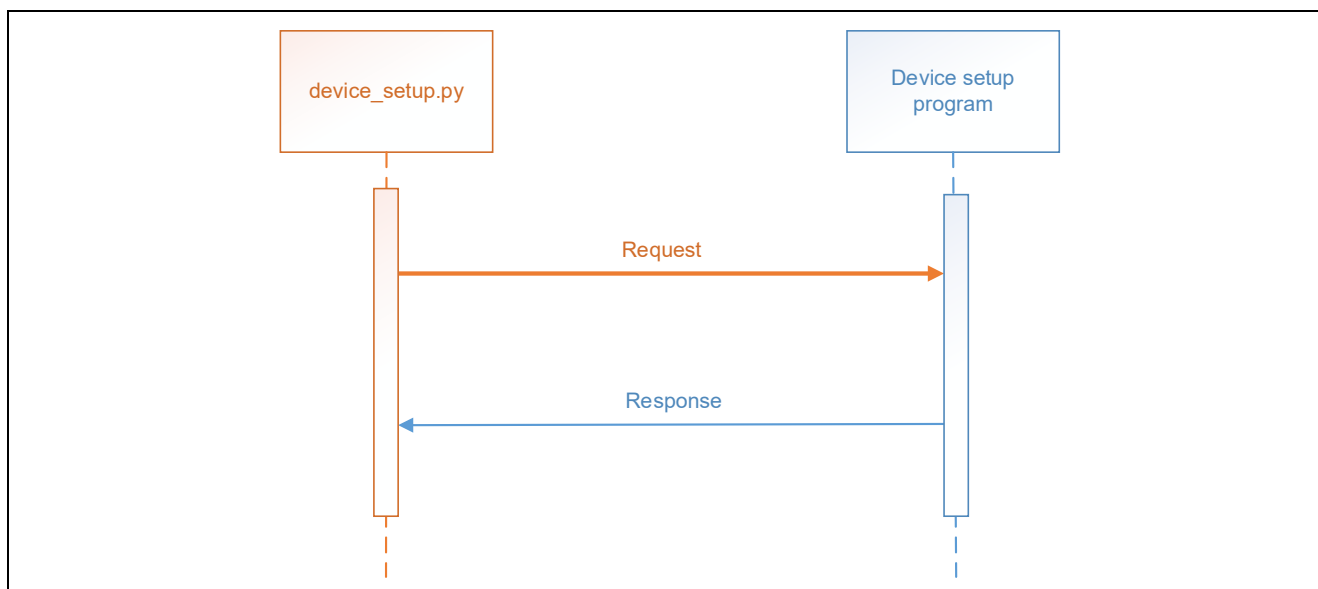 device_setup.py
Device setup
program
Request
Response